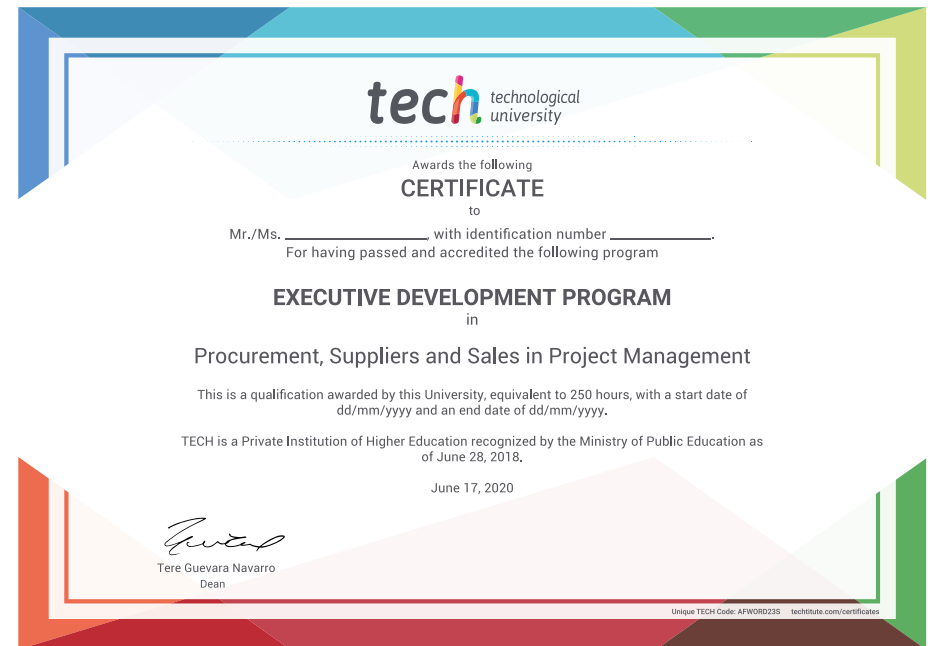 tech technological
university
Awards the following
CERTIFICATE
to
Mr./Ms. ____________________, with identification number ______________.
For having passed and accredited the following program
EXECUTIVE DEVELOPMENT PROGRAM
in
Procurement, Suppliers and Sales in Project Management
This is a qualification awarded by this University, equivalent to 250 hours, with a start date of
dd/mm/yyyy and an end date of dd/mm/yyyy.
TECH is a Private Institution of Higher Education recognized by the Ministry of Public Education as
of June 28, 2018.
June 17, 2020
Tere Guevara Navarro
Dean
Unique TECH Code: AFWORD23S techtitute.com/certificates